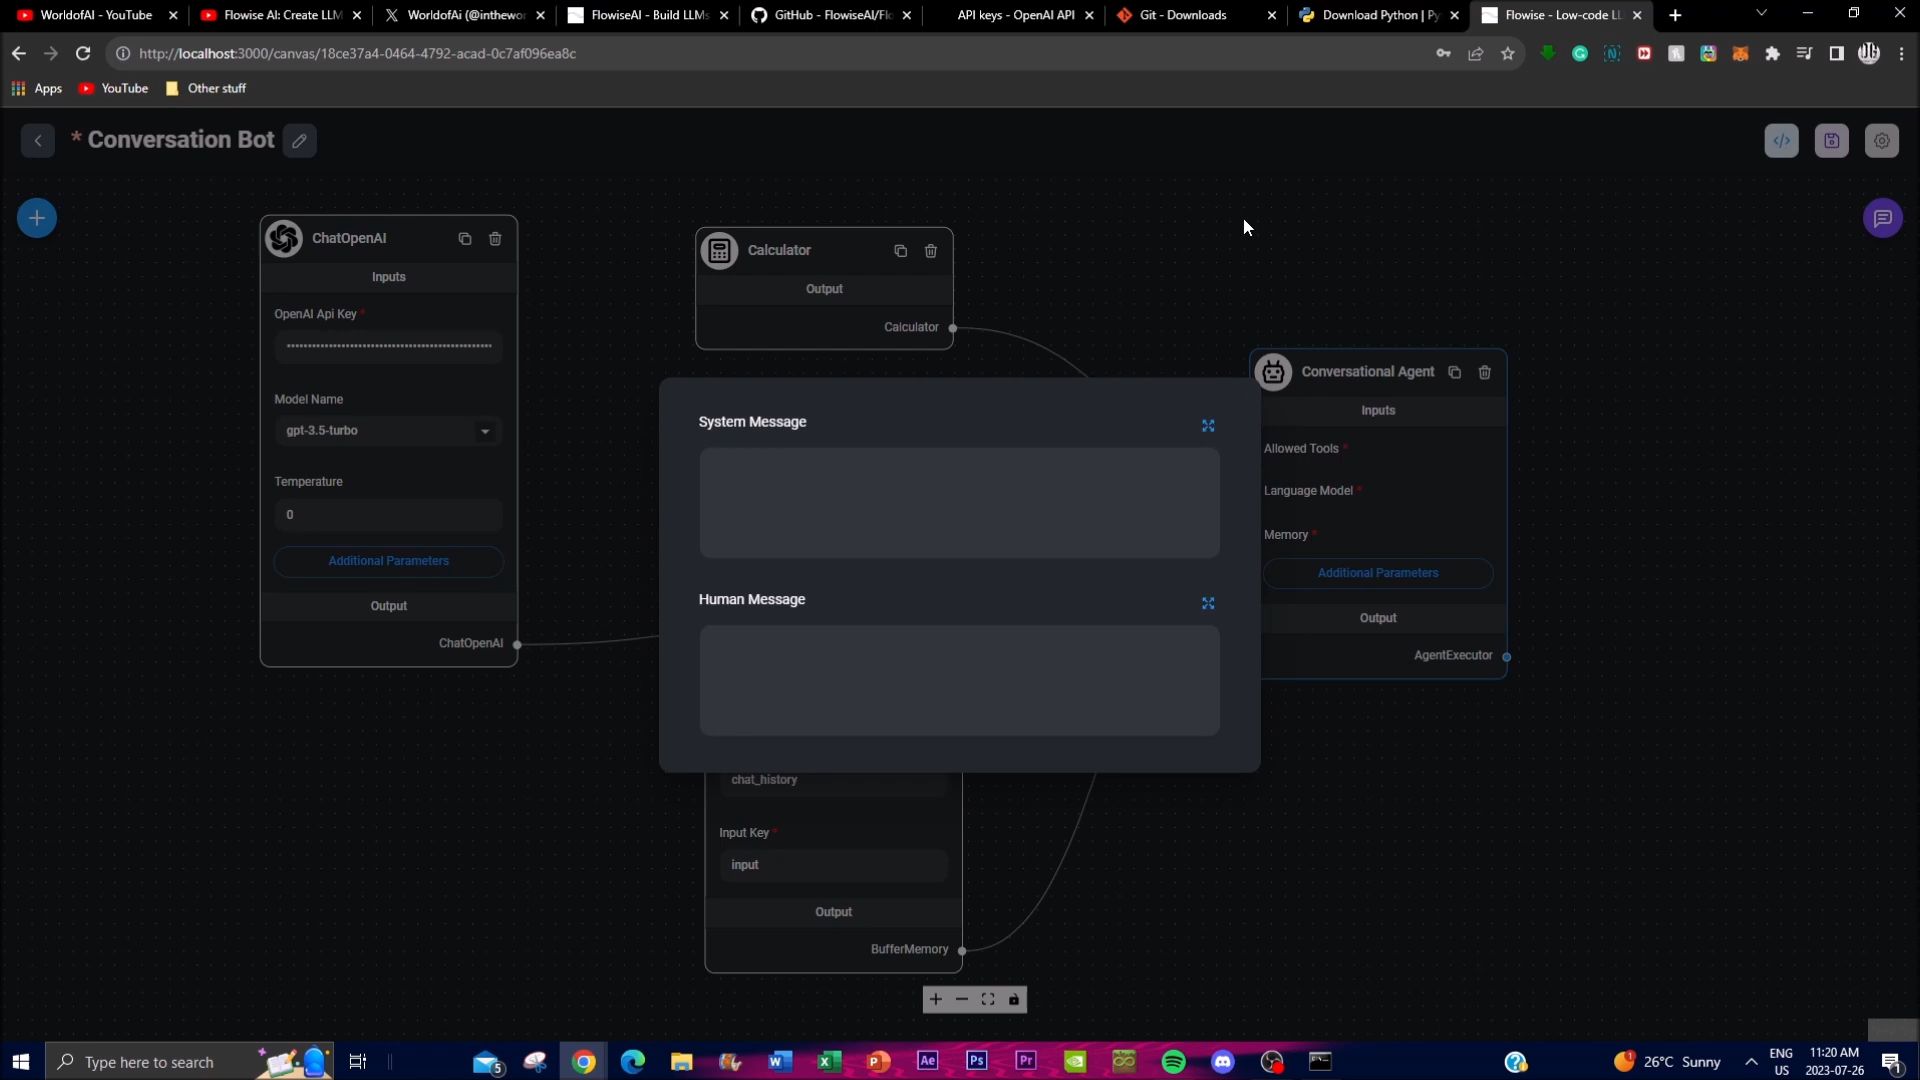 WorldofAI - YouTube
Flowise AI: Create LLM
WorldofAi (@intheworl
FlowiseAI - Build LLMs
GitHub - FlowiseAI/Flo
API keys - OpenAI API
Git - Downloads
Download Python | Py
Flowise - Low-code LL
http://localhost:3000/canvas/18ce37a4-0464-4792-acad-0c7af096ea8c
Apps
YouTube
Other stuff
* Conversation Bot
ChatOpenAI
Inputs
OpenAI Api Key *
Model Name
gpt-3.5-turbo
Temperature
0
Additional Parameters
Output
ChatOpenAI
Calculator
Output
Calculator
System Message
Human Message
chat_history
Input Key *
input
Output
BufferMemory
Conversational Agent
Inputs
Allowed Tools *
Language Model *
Memory *
Additional Parameters
Output
AgentExecutor
Type here to search
5
26°C Sunny
ENG
US
11:20 AM
2023-07-26
1